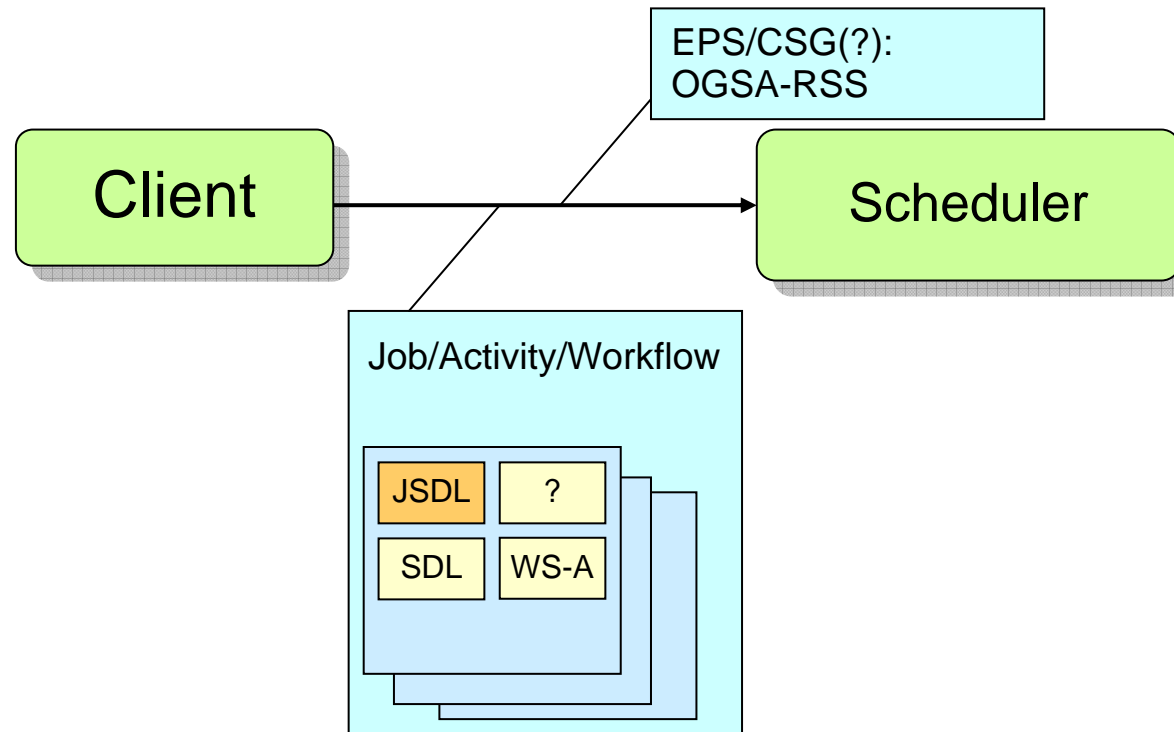 EPS/CSG(?):
OGSA-RSS
Client
Scheduler
Job/Activity/Workflow
JSDL
?
SDL
WS-A